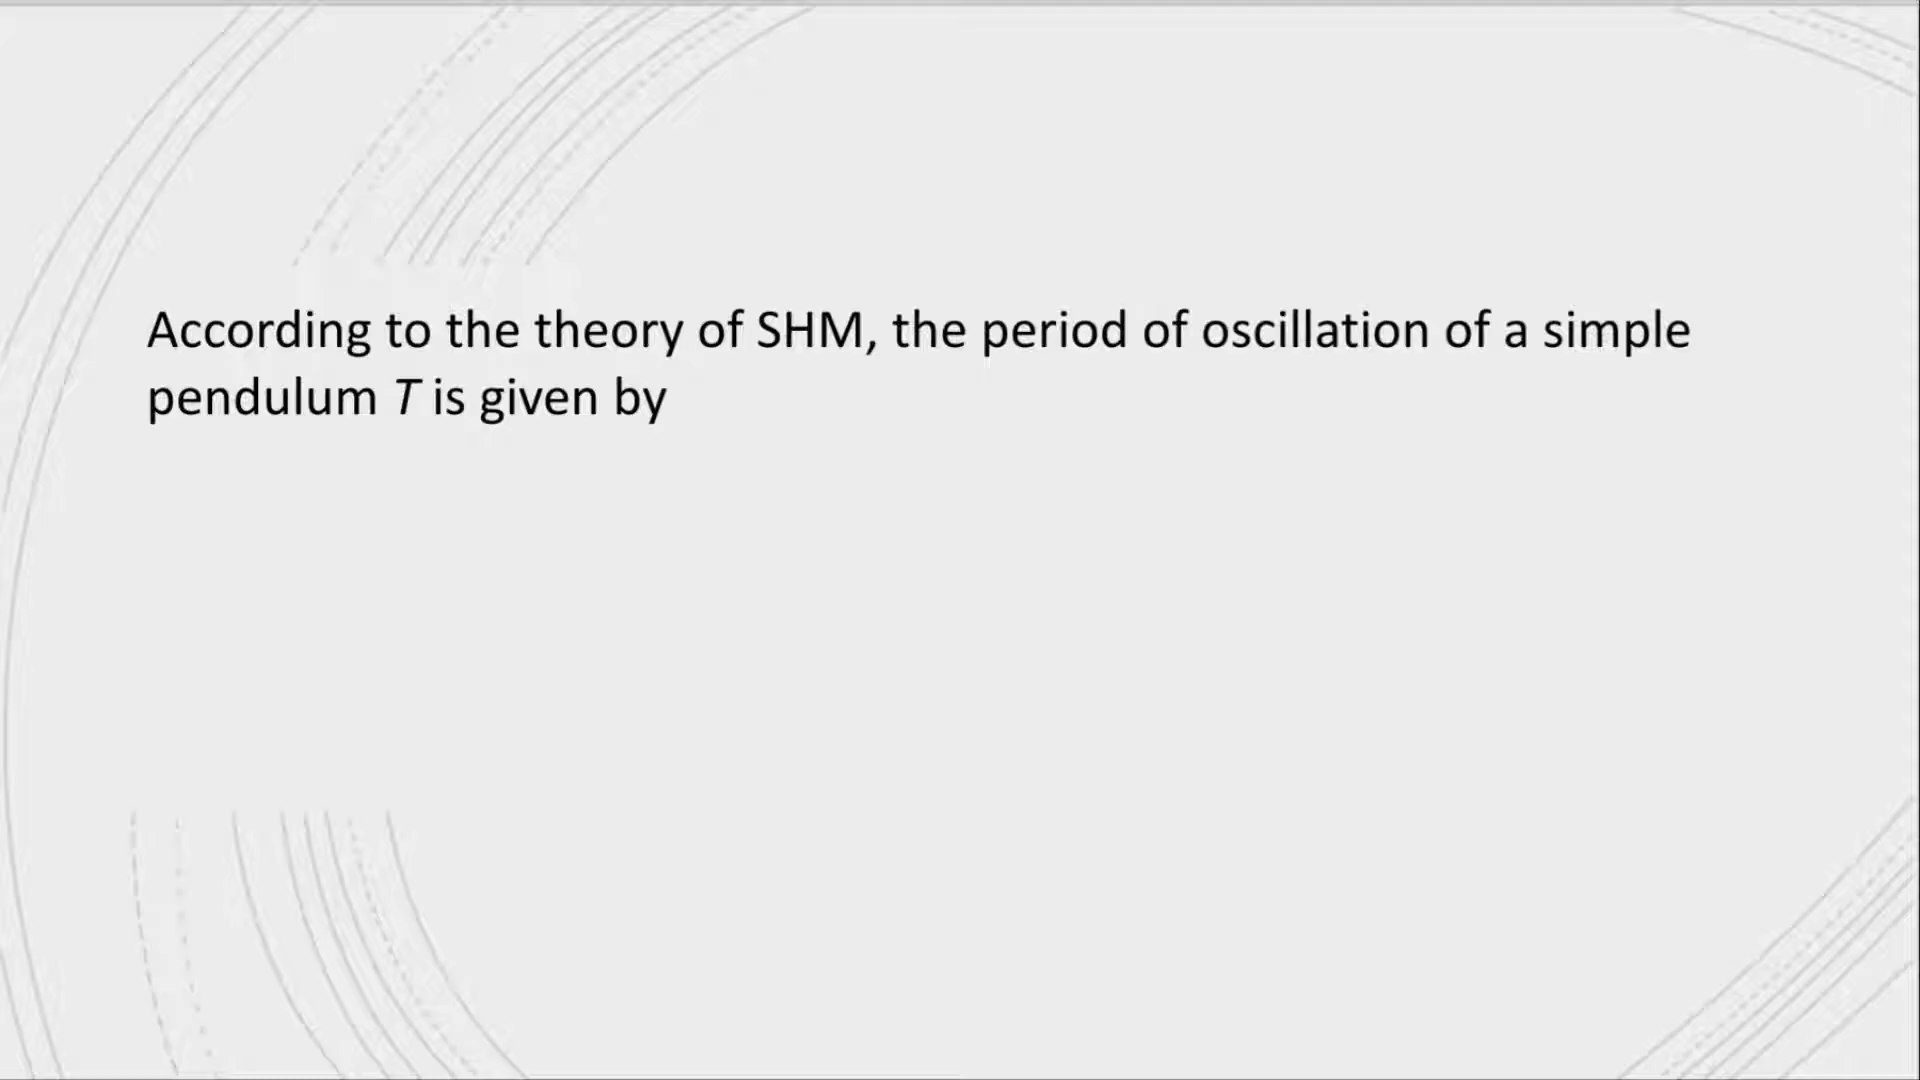 According to the theory of SHM, the period of oscillation of a simple
pendulum T is given by